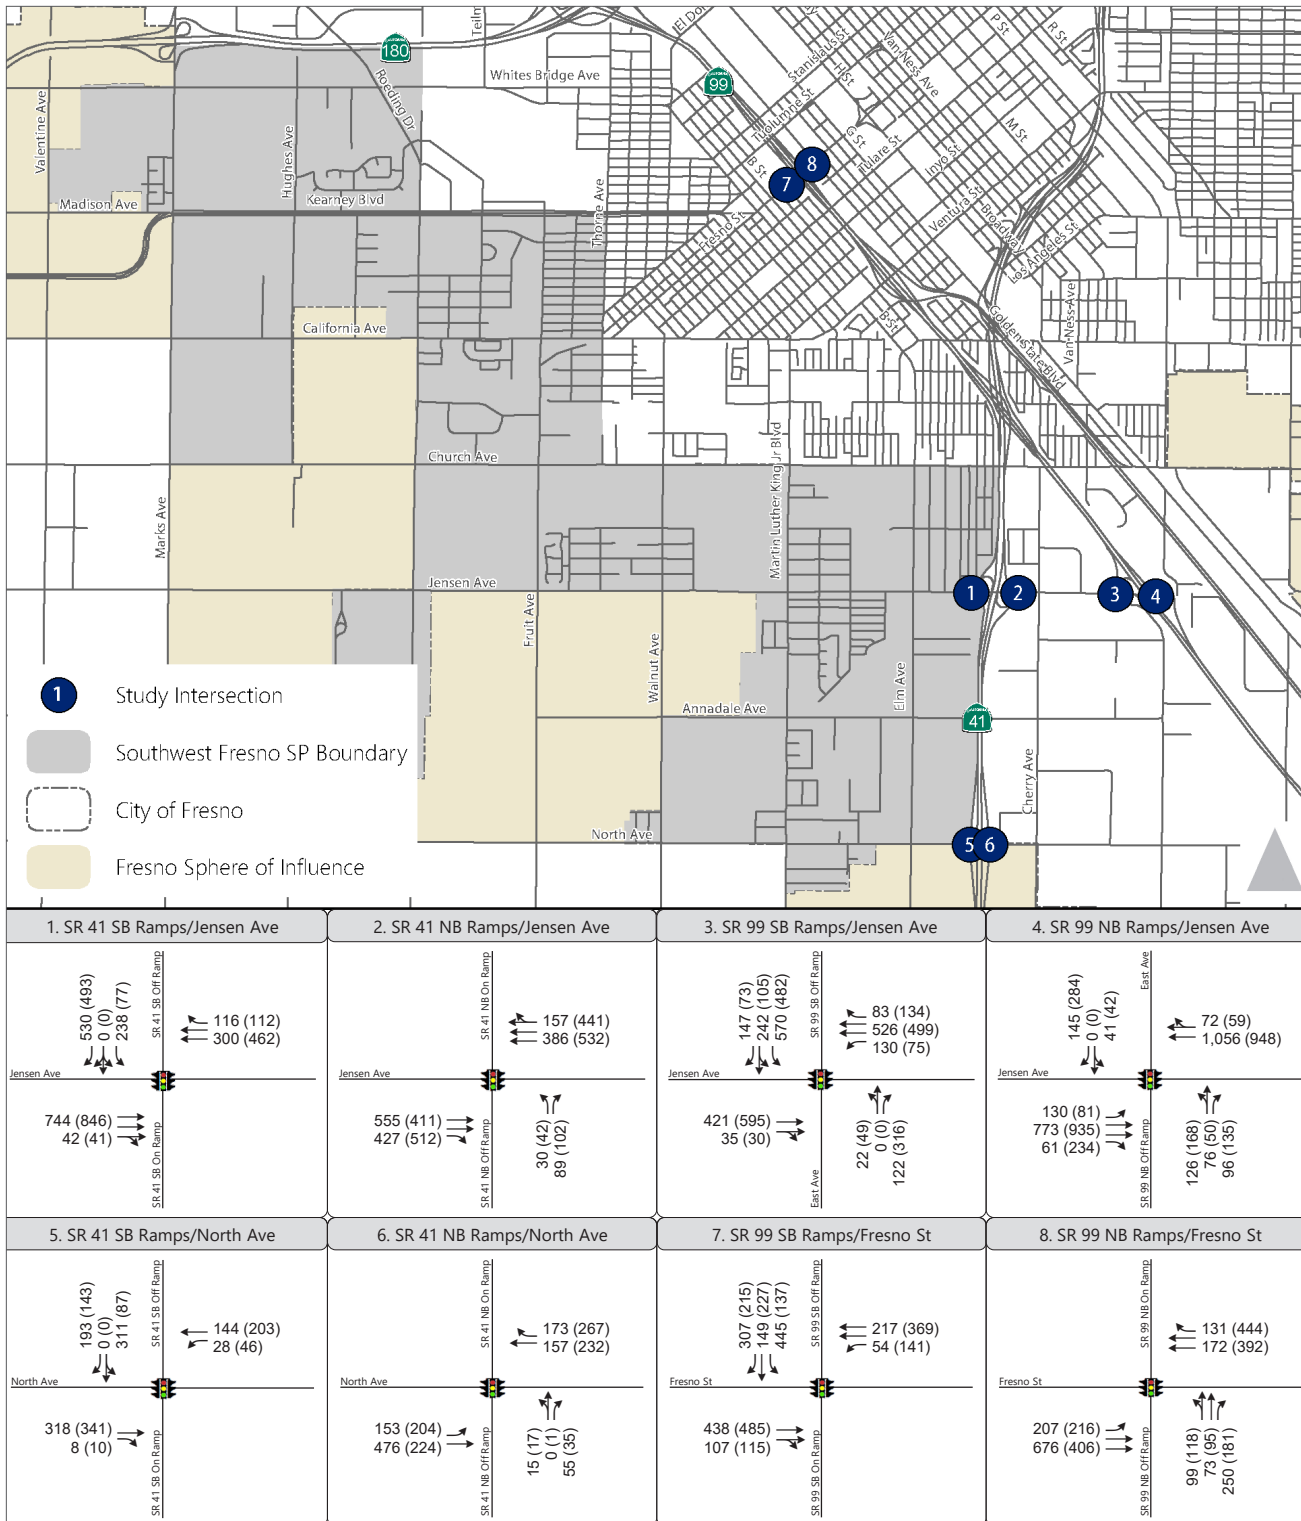 El Dor
P St
R St
Teilm
180
Stanislaus St
Van Ness Ave
H St
Whites Bridge Ave
99
Roeding Dr
Tuolumne St
G St
M St
Valentine Ave
Hughes Ave
B St
8
7
Tulare St
Inyo St
Kearney Blvd
Madison Ave
Thorne Ave
Fresno St
Ventura St
Broadway
Los Angeles St
California Ave
B St
Golden State Blvd
Van Ness Ave
Church Ave
Martin Luther King Jr Blvd
Marks Ave
Jensen Ave
1
2
3
4
Fruit Ave
Walnut Ave
Elm Ave
1 Study Intersection
Annadale Ave
CALIFORNIA
41
Southwest Fresno SP Boundary
Cherry Ave
City of Fresno
North Ave
5
6
Fresno Sphere of Influence
1. SR 41 SB Ramps/Jensen Ave
530 (493)
0 (0)
238 (77)
SR 41 SB Off Ramp
116 (112)
300 (462)
Jensen Ave
744 (846)
42 (41)
SR 41 SB On Ramp
2. SR 41 NB Ramps/Jensen Ave
SR 41 NB On Ramp
157 (441)
386 (532)
Jensen Ave
555 (411)
427 (512)
SR 41 NB Off Ramp
30 (42)
89 (102)
3. SR 99 SB Ramps/Jensen Ave
147 (73)
242 (105)
570 (482)
SR 99 SB Off Ramp
83 (134)
526 (499)
130 (75)
Jensen Ave
421 (595)
35 (30)
East Ave
22 (49)
0 (0)
122 (316)
4. SR 99 NB Ramps/Jensen Ave
145 (284)
0 (0)
41 (42)
East Ave
72 (59)
1,056 (948)
Jensen Ave
130 (81)
773 (935)
61 (234)
SR 99 NB Off Ramp
126 (168)
76 (50)
96 (135)
5. SR 41 SB Ramps/North Ave
193 (143)
0 (0)
311 (87)
SR 41 SB Off Ramp
144 (203)
28 (46)
North Ave
318 (341)
8 (10)
SR 41 SB On Ramp
6. SR 41 NB Ramps/North Ave
SR 41 NB On Ramp
173 (267)
157 (232)
North Ave
153 (204)
476 (224)
SR 41 NB Off Ramp
15 (17)
0 (1)
55 (35)
7. SR 99 SB Ramps/Fresno St
307 (215)
149 (227)
445 (137)
SR 99 SB Off Ramp
217 (369)
54 (141)
Fresno St
438 (485)
107 (115)
SR 99 SB On Ramp
8. SR 99 NB Ramps/Fresno St
SR 99 NB On Ramp
131 (444)
172 (392)
Fresno St
207 (216)
676 (406)
SR 99 NB Off Ramp
99 (118)
73 (95)
250 (181)